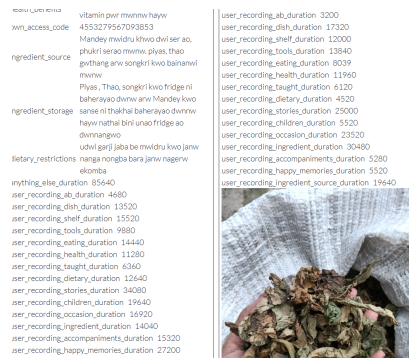 vitamin pwr mwnnw hayw
wn_access_code 4553279567093853
Mandey mwidru khwo dwi ser ao,
phukri serao mwnw. piyas, thao
ngredient_source
gwthang arw songkri kwo bainanwi
mwnw
Piyas , Thao, songkri kwo fridge ni
baherayao dwnw arw Mandey kwo
ngredient_storage sanse ni thakhai baherayao dwnnw
hayw nathai bini unao fridge ao
dwnnangwo
udwi garji jaba be mwidru kwo janw
lietary_restrictions nanga nongba bara janw nagerw
ekomba
nything_else_duration 85640
user_recording_ab_duration 4680
user_recording_dish_duration 13520
user_recording_shelf_duration 15520
user_recording_tools_duration 9880
user_recording_eating_duration 14440
user_recording_health_duration 11280
user_recording_taught_duration 6360
user_recording_dietary_duration 12640
user_recording_stories_duration 34080
user_recording_children_duration 19640
user_recording_occasion_duration 16920
user_recording_ingredient_duration 14040
user_recording_accompaniments_duration 15320
user_recording_happy_memories_duration 27200
user_recording_ab_duration 3200
user_recording_dish_duration 17320
user_recording_shelf_duration 12000
user_recording_tools_duration 13840
user_recording_eating_duration 8039
user_recording_health_duration 11960
user_recording_taught_duration 6120
user_recording_dietary_duration 4520
user_recording_stories_duration 25000
user_recording_children_duration 5520
user_recording_occasion_duration 23520
user_recording_ingredient_duration 30480
user_recording_accompaniments_duration 5280
user_recording_happy_memories_duration 5520
user_recording_ingredient_source_duration 19640